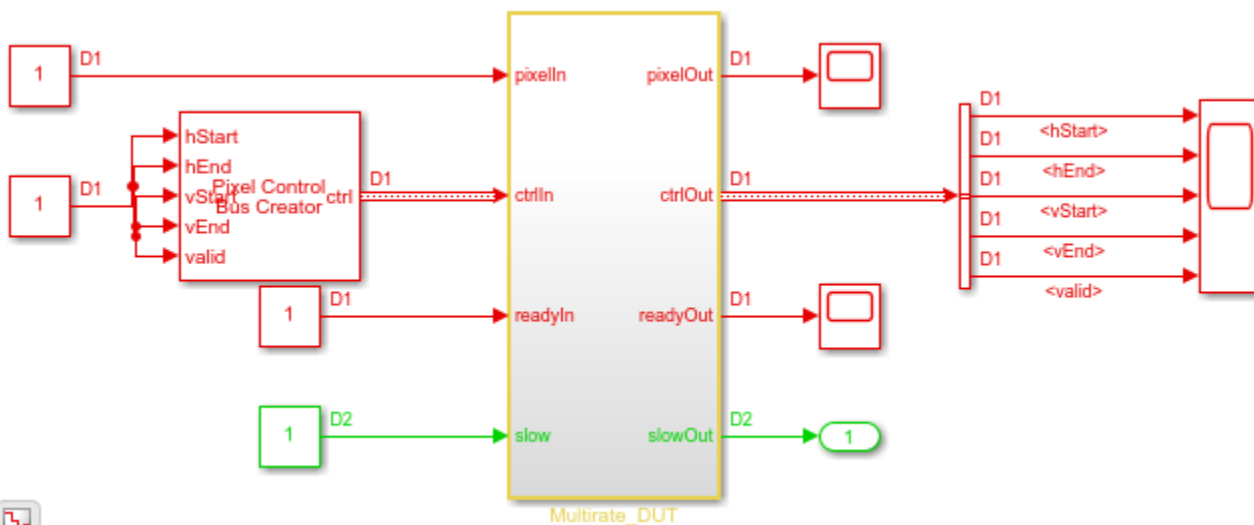 1
D1
pixelIn
pixelOut
D1
D1
<hStart>
hStart
hEnd
D1
<hEnd>
1
D1
vStart
Pixel Control
Bus Creator
ctrl
D1
ctrlIn
ctrlOut
D1
D1
<vStart>
vEnd
valid
D1
<vEnd>
D1
<valid>
1
D1
readyIn
readyOut
D1
1
D2
slow
slowOut
D2
1
Multirate_DUT